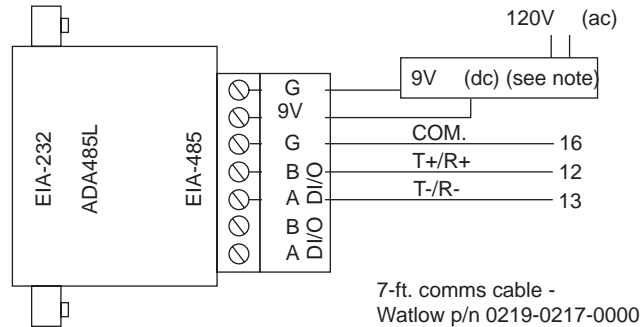 120V (ac)
9V (dc) (see note)
EIA-232
ADA485L
EIA-485
G
9V
G
COM.
16
B
T+/R+
12
A
DI/O
T-/R-
13
B
A
DI/O
7-ft. comms cable -
Watlow p/n 0219-0217-0000